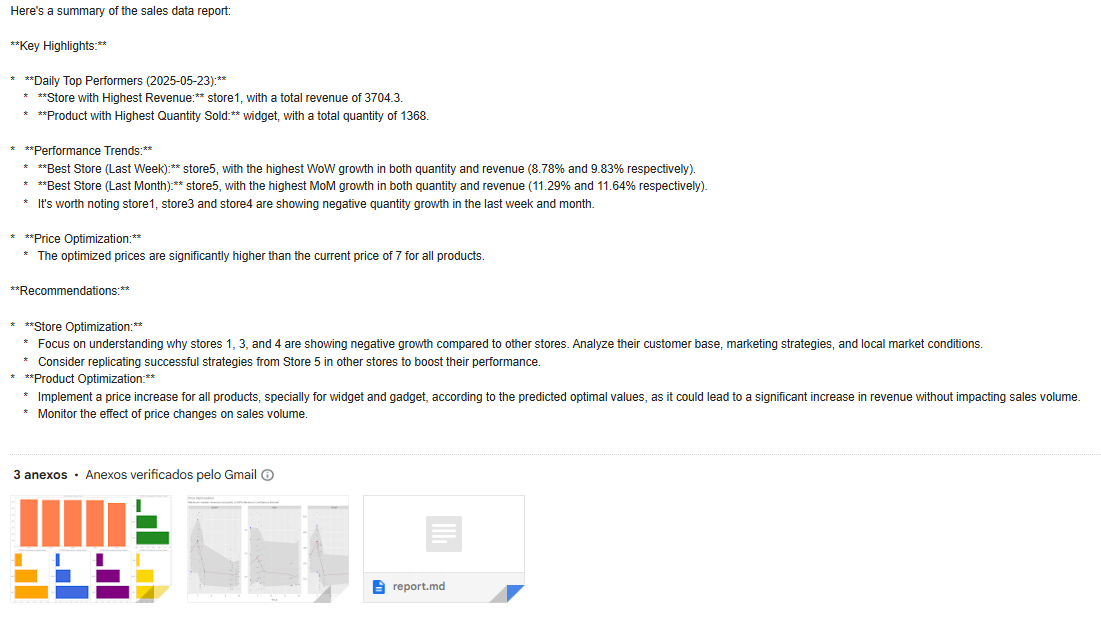 Here's a summary of the sales data report:
**Key Highlights:**
* **Daily Top Performers (2025-05-23):**
* **Store with Highest Revenue:** store1, with a total revenue of 3704.3.
* **Product with Highest Quantity Sold:** widget, with a total quantity of 1368.
* **Performance Trends:**
* **Best Store (Last Week):** store5, with the highest WoW growth in both quantity and revenue (8.78% and 9.83% respectively).
* **Best Store (Last Month):** store5, with the highest MoM growth in both quantity and revenue (11.29% and 11.64% respectively).
* It's worth noting store1, store3 and store4 are showing negative quantity growth in the last week and month.
* **Price Optimization:**
* The optimized prices are significantly higher than the current price of 7 for all products.
**Recommendations:**
* **Store Optimization:**
* Focus on understanding why stores 1, 3, and 4 are showing negative growth compared to other stores. Analyze their customer base, marketing strategies, and local market conditions.
* Consider replicating successful strategies from Store 5 in other stores to boost their performance.
* **Product Optimization:**
* Implement a price increase for all products, specially for widget and gadget, according to the predicted optimal values, as it could lead to a significant increase in revenue without impacting sales volume.
* Monitor the effect of price changes on sales volume.
3 anexos • Anexos verificados pelo Gmail
Price Optimization
report.md